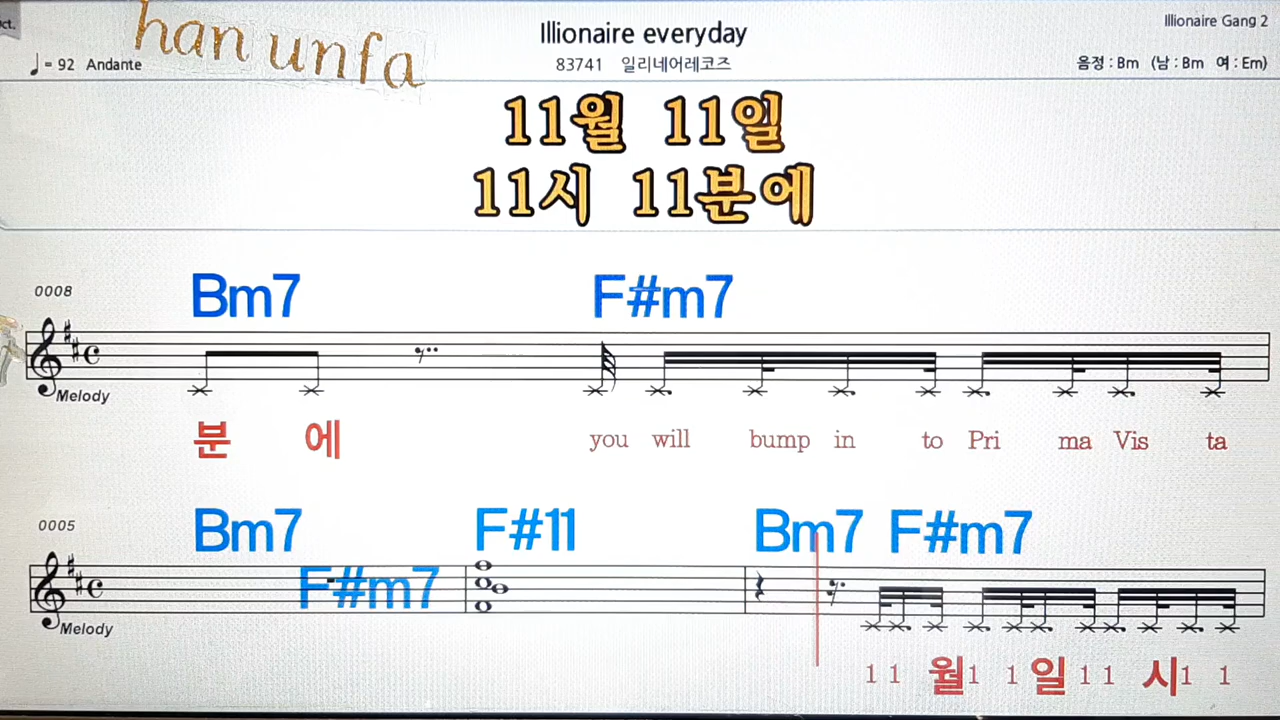 ct.
han unfa
Illionaire everyday
Illionaire Gang 2
♩ = 92 Andante
83741 일리네어레코즈
음정 : Bm (남 : Bm 여 : Em)
11월 11일
11시 11분에
0008
Bm7 F#m7
Melody
분 에 you will bump in to Pri ma Vis ta
0005
Bm7 F#m7 F#11 Bm7 F#m7
Melody
1 1 월 1 1 일 1 1 시 1 1